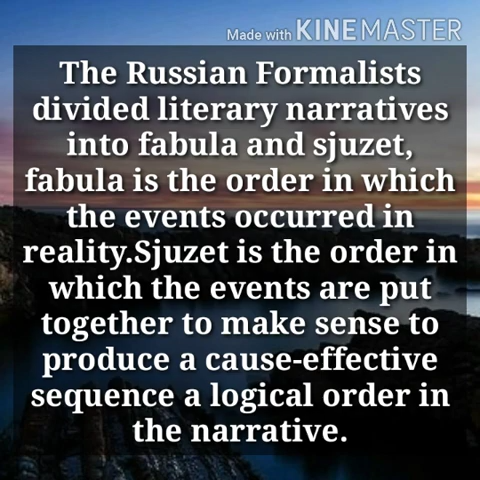 Made with KINEMASTER
The Russian Formalists
divided literary narratives
into fabula and sjuzet,
fabula is the order in which
the events occurred in
reality.Sjuzet is the order in
which the events are put
together to make sense to
produce a cause-effective
sequence a logical order in
the narrative.